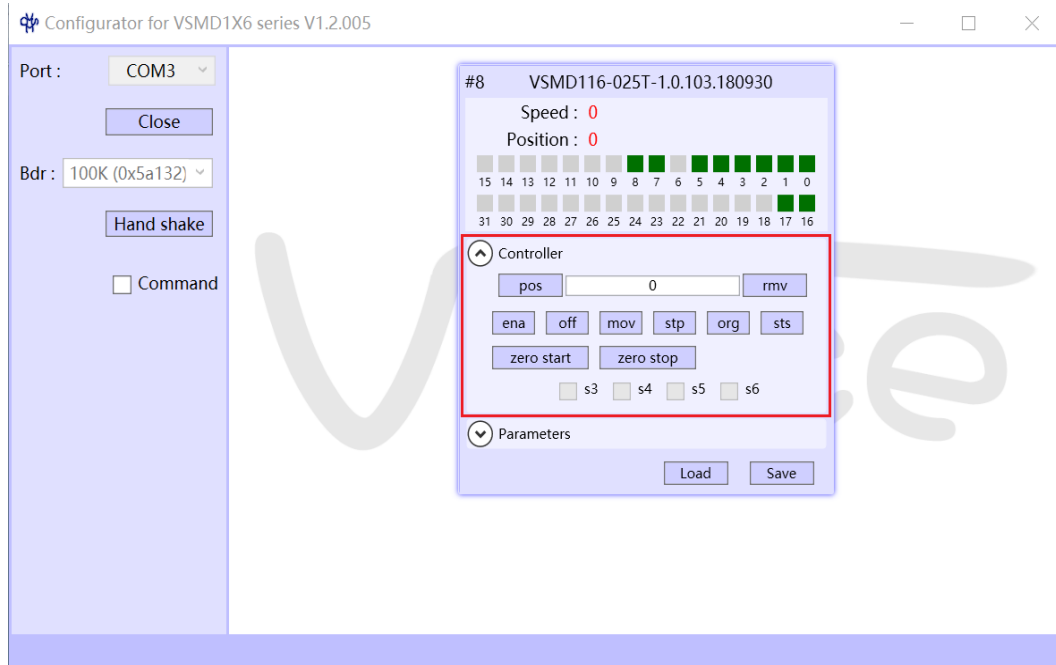 Configurator for VSMD1X6 series V1.2.005
Port : COM3
Close
Bdr : 100K (0x5a132)
Hand shake
Command
#8 VSMD116-025T-1.0.103.180930
Speed : 0
Position : 0
15 14 13 12 11 10 9 8 7 6 5 4 3 2 1 0
31 30 29 28 27 26 25 24 23 22 21 20 19 18 17 16
Controller
pos 0 rmv
ena off mov stp org sts
zero start zero stop
s3 s4 s5 s6
Parameters
Load Save